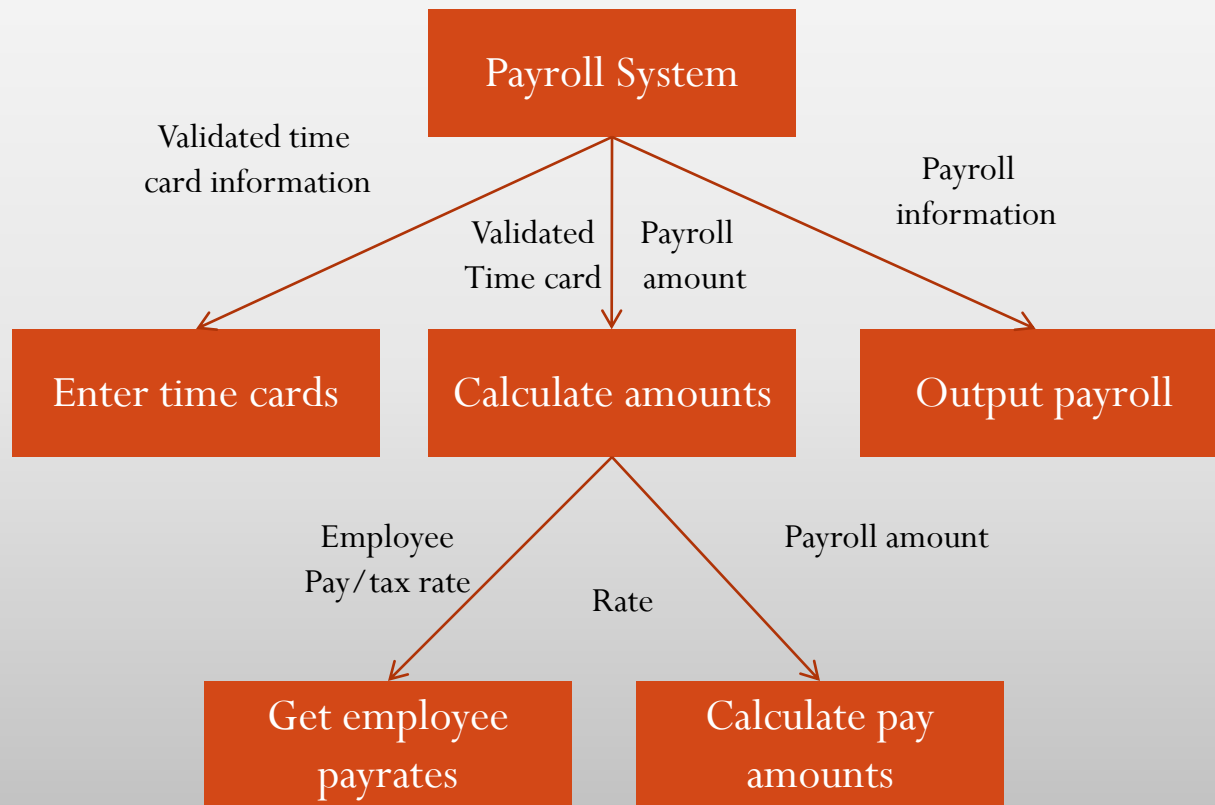 Payroll System
Validated time
card information
Validated
Time card
Payroll
amount
Payroll
information
Enter time cards
Calculate amounts
Output payroll
Employee
Pay/tax rate
Rate
Payroll amount
Get employee
payrates
Calculate pay
amounts